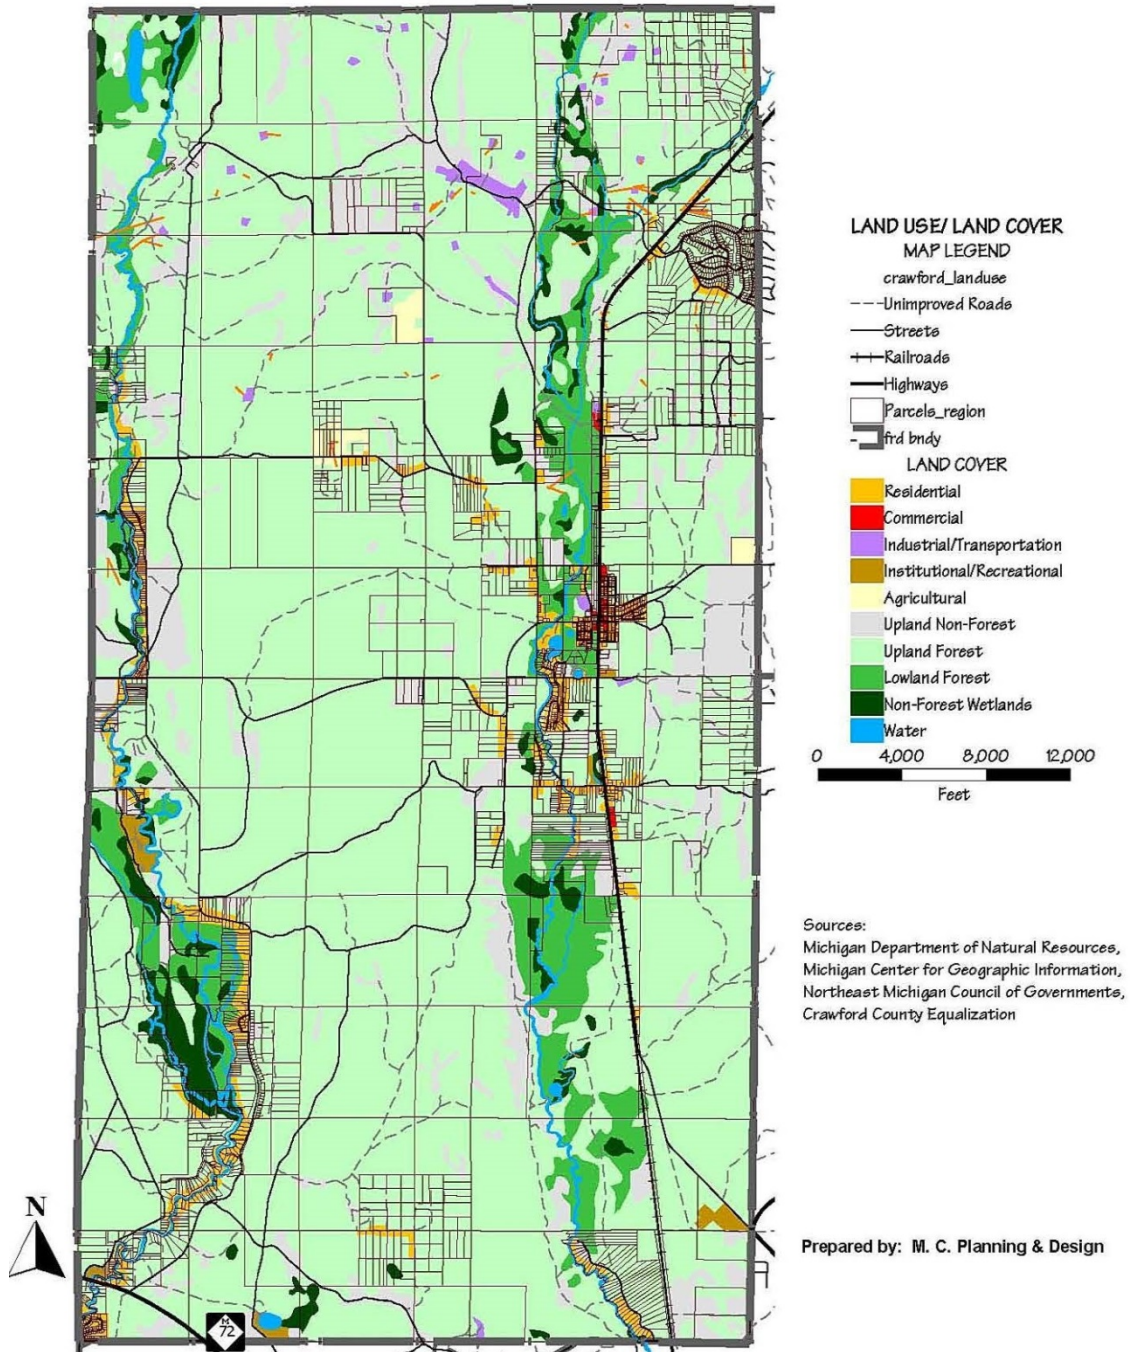 LAND USE/ LAND COVER
MAP LEGEND
crawford_landuse
Unimproved Roads
Streets
Railroads
Highways
Parcels_region
frd bndy
LAND COVER
Residential
Commercial
Industrial/Transportation
Institutional/Recreational
Agricultural
Upland Non-Forest
Upland Forest
Lowland Forest
Non-Forest Wetlands
Water
0 4,000 8,000 12,000
Feet
Sources:
Michigan Department of Natural Resources,
Michigan Center for Geographic Information,
Northeast Michigan Council of Governments,
Crawford County Equalization
N
Prepared by: M. C. Planning & Design
M
72